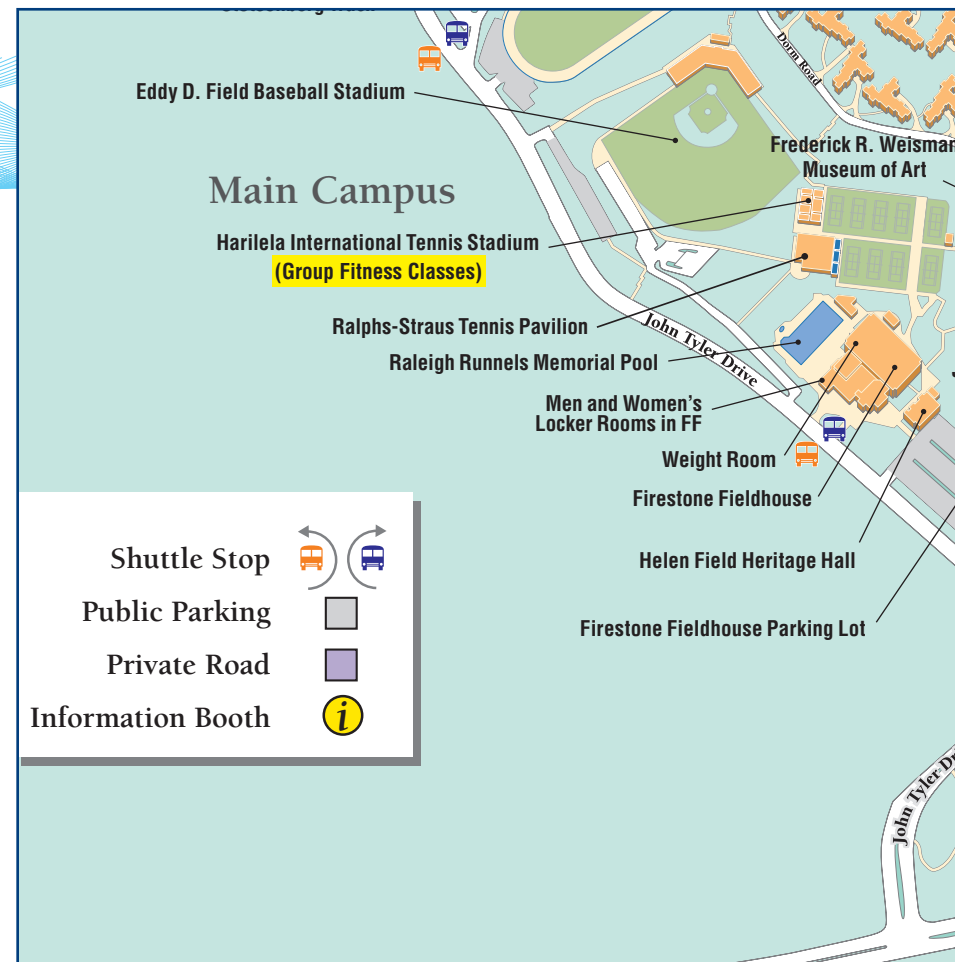 Dorm Road
Eddy D. Field Baseball Stadium
Frederick R. Weisman
Museum of Art
Main Campus
Harilela International Tennis Stadium
(Group Fitness Classes)
Ralphs-Straus Tennis Pavilion
John Tyler Drive
Raleigh Runnels Memorial Pool
Men and Women's
Locker Rooms in FF
Weight Room
Firestone Fieldhouse
Helen Field Heritage Hall
Firestone Fieldhouse Parking Lot
Shuttle Stop
Public Parking
Private Road
Information Booth
i
John Tyler Dr